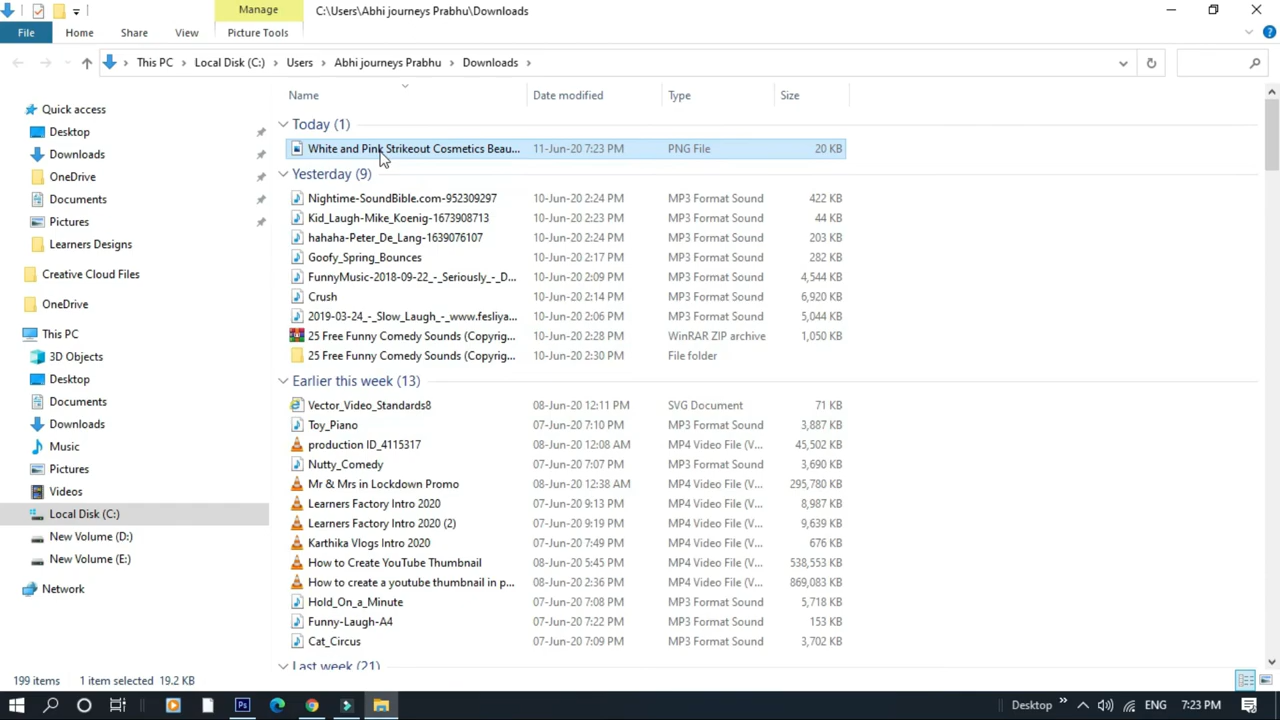 Manage
C:\Users\Abhi journeys Prabhu\Downloads
File Home Share View Picture Tools
This PC Local Disk (C:) Users Abhi journeys Prabhu Downloads
Name Date modified Type Size
Quick access
Desktop
Downloads
OneDrive
Documents
Pictures
Learners Designs
Creative Cloud Files
OneDrive
This PC
3D Objects
Desktop
Documents
Downloads
Music
Pictures
Videos
Local Disk (C:)
New Volume (D:)
New Volume (E:)
Network
Today (1)
White and Pink Strikeout Cosmetics Beau... 11-Jun-20 7:23 PM PNG File 20 KB
Yesterday (9)
Nightime-SoundBible.com-952309297 10-Jun-20 2:24 PM MP3 Format Sound 422 KB
Kid_Laugh-Mike_Koenig-1673908713 10-Jun-20 2:23 PM MP3 Format Sound 44 KB
hahaha-Peter_De_Lang-1639076107 10-Jun-20 2:24 PM MP3 Format Sound 203 KB
Goofy_Spring_Bounces 10-Jun-20 2:17 PM MP3 Format Sound 282 KB
FunnyMusic-2018-09-22_-_Seriously_-_D... 10-Jun-20 2:09 PM MP3 Format Sound 4,544 KB
Crush 10-Jun-20 2:14 PM MP3 Format Sound 6,920 KB
2019-03-24_-_Slow_Laugh_-_www.fesliya... 10-Jun-20 2:06 PM MP3 Format Sound 5,044 KB
25 Free Funny Comedy Sounds (Copyrig... 10-Jun-20 2:28 PM WinRAR ZIP archive 1,050 KB
25 Free Funny Comedy Sounds (Copyrig... 10-Jun-20 2:30 PM File folder
Earlier this week (13)
Vector_Video_Standards8 08-Jun-20 12:11 PM SVG Document 71 KB
Toy_Piano 07-Jun-20 7:10 PM MP3 Format Sound 3,887 KB
production ID_4115317 08-Jun-20 12:08 AM MP4 Video File (V... 45,502 KB
Nutty_Comedy 07-Jun-20 7:07 PM MP3 Format Sound 3,690 KB
Mr & Mrs in Lockdown Promo 08-Jun-20 12:38 AM MP4 Video File (V... 295,780 KB
Learners Factory Intro 2020 07-Jun-20 9:13 PM MP4 Video File (V... 8,987 KB
Learners Factory Intro 2020 (2) 07-Jun-20 9:19 PM MP4 Video File (V... 9,639 KB
Karthika Vlogs Intro 2020 07-Jun-20 7:49 PM MP4 Video File (V... 676 KB
How to Create YouTube Thumbnail 08-Jun-20 5:45 PM MP4 Video File (V... 538,553 KB
How to create a youtube thumbnail in p... 08-Jun-20 2:36 PM MP4 Video File (V... 869,083 KB
Hold_On_a_Minute 07-Jun-20 7:08 PM MP3 Format Sound 5,718 KB
Funny-Laugh-A4 07-Jun-20 7:22 PM MP3 Format Sound 153 KB
Cat_Circus 07-Jun-20 7:09 PM MP3 Format Sound 3,702 KB
Last week (21)
199 items 1 item selected 19.2 KB
Ps Desktop ENG 7:23 PM